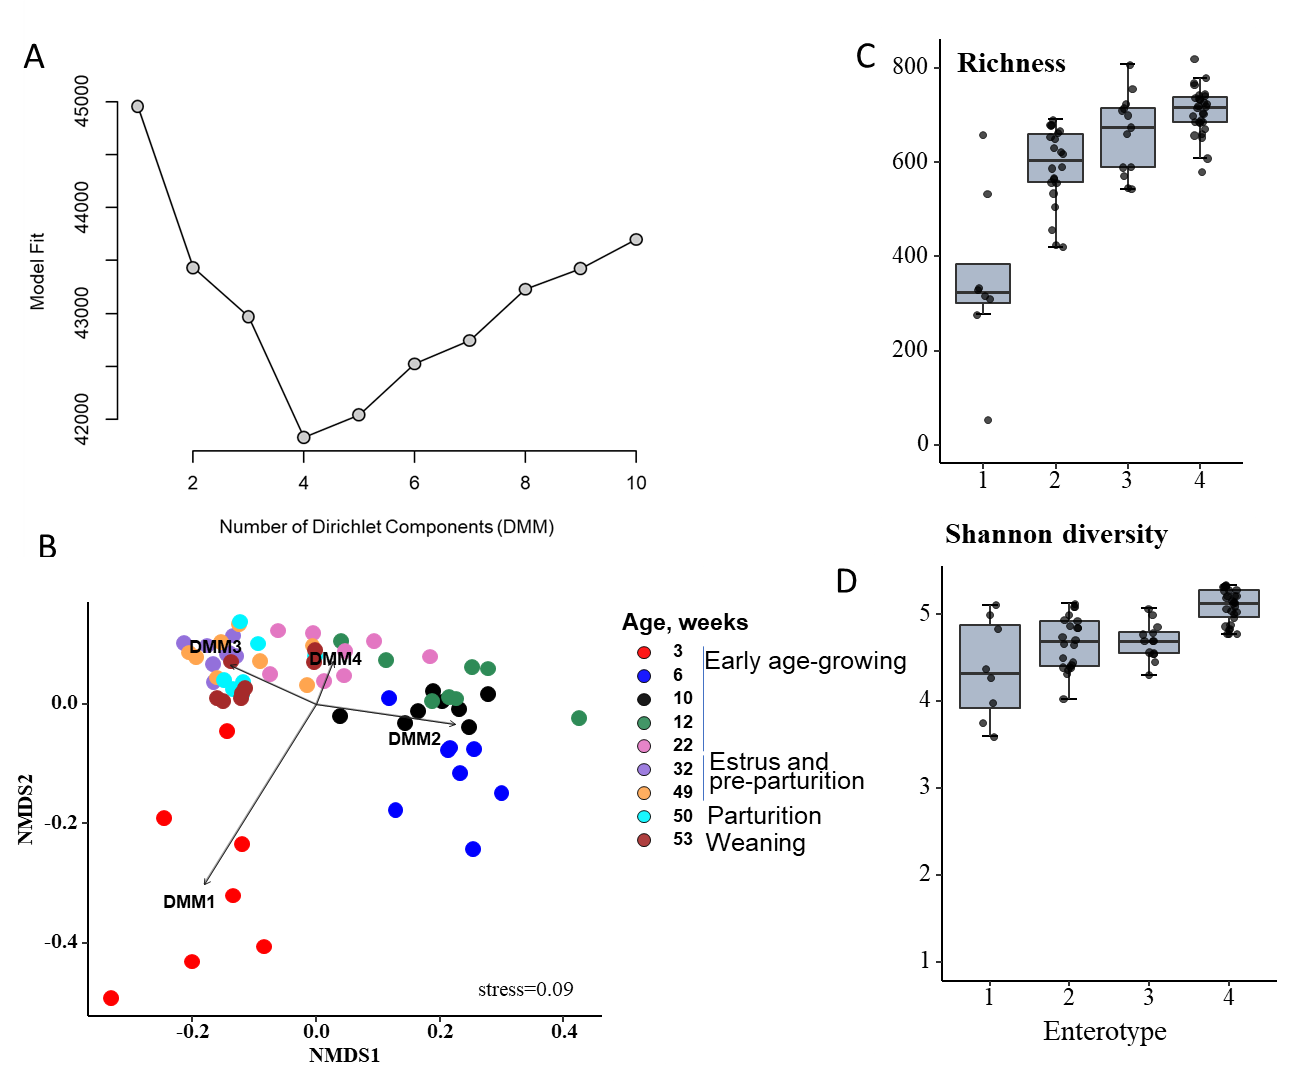 A
45000
44000
43000
42000
Model Fit
2 4 6 8 10
Number of Dirichlet Components (DMM)
B
DMM3
DMM4
DMM2
DMM1
0.0
-0.2
-0.4
NMDS2
stress=0.09
-0.2 0.0 0.2 0.4
NMDS1
Age, weeks
3
6
10
12
22
32
49
50
53
Early age-growing
Estrus and
pre-parturition
Parturition
Weaning
C
Richness
800
600
400
200
0
1 2 3 4
Shannon diversity
D
5
4
3
2
1
1 2 3 4
Enterotype